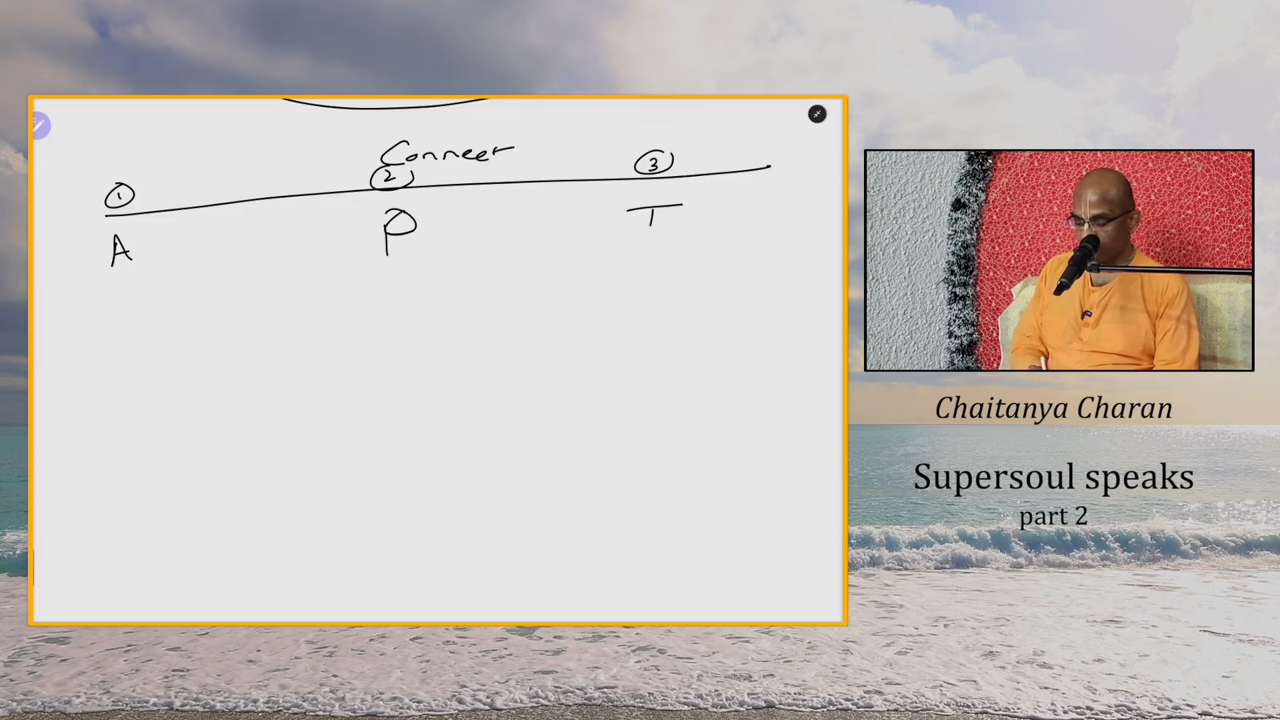 Connect
① ② ③
A P T
Chaitanya Charan
Supersoul speaks
part 2